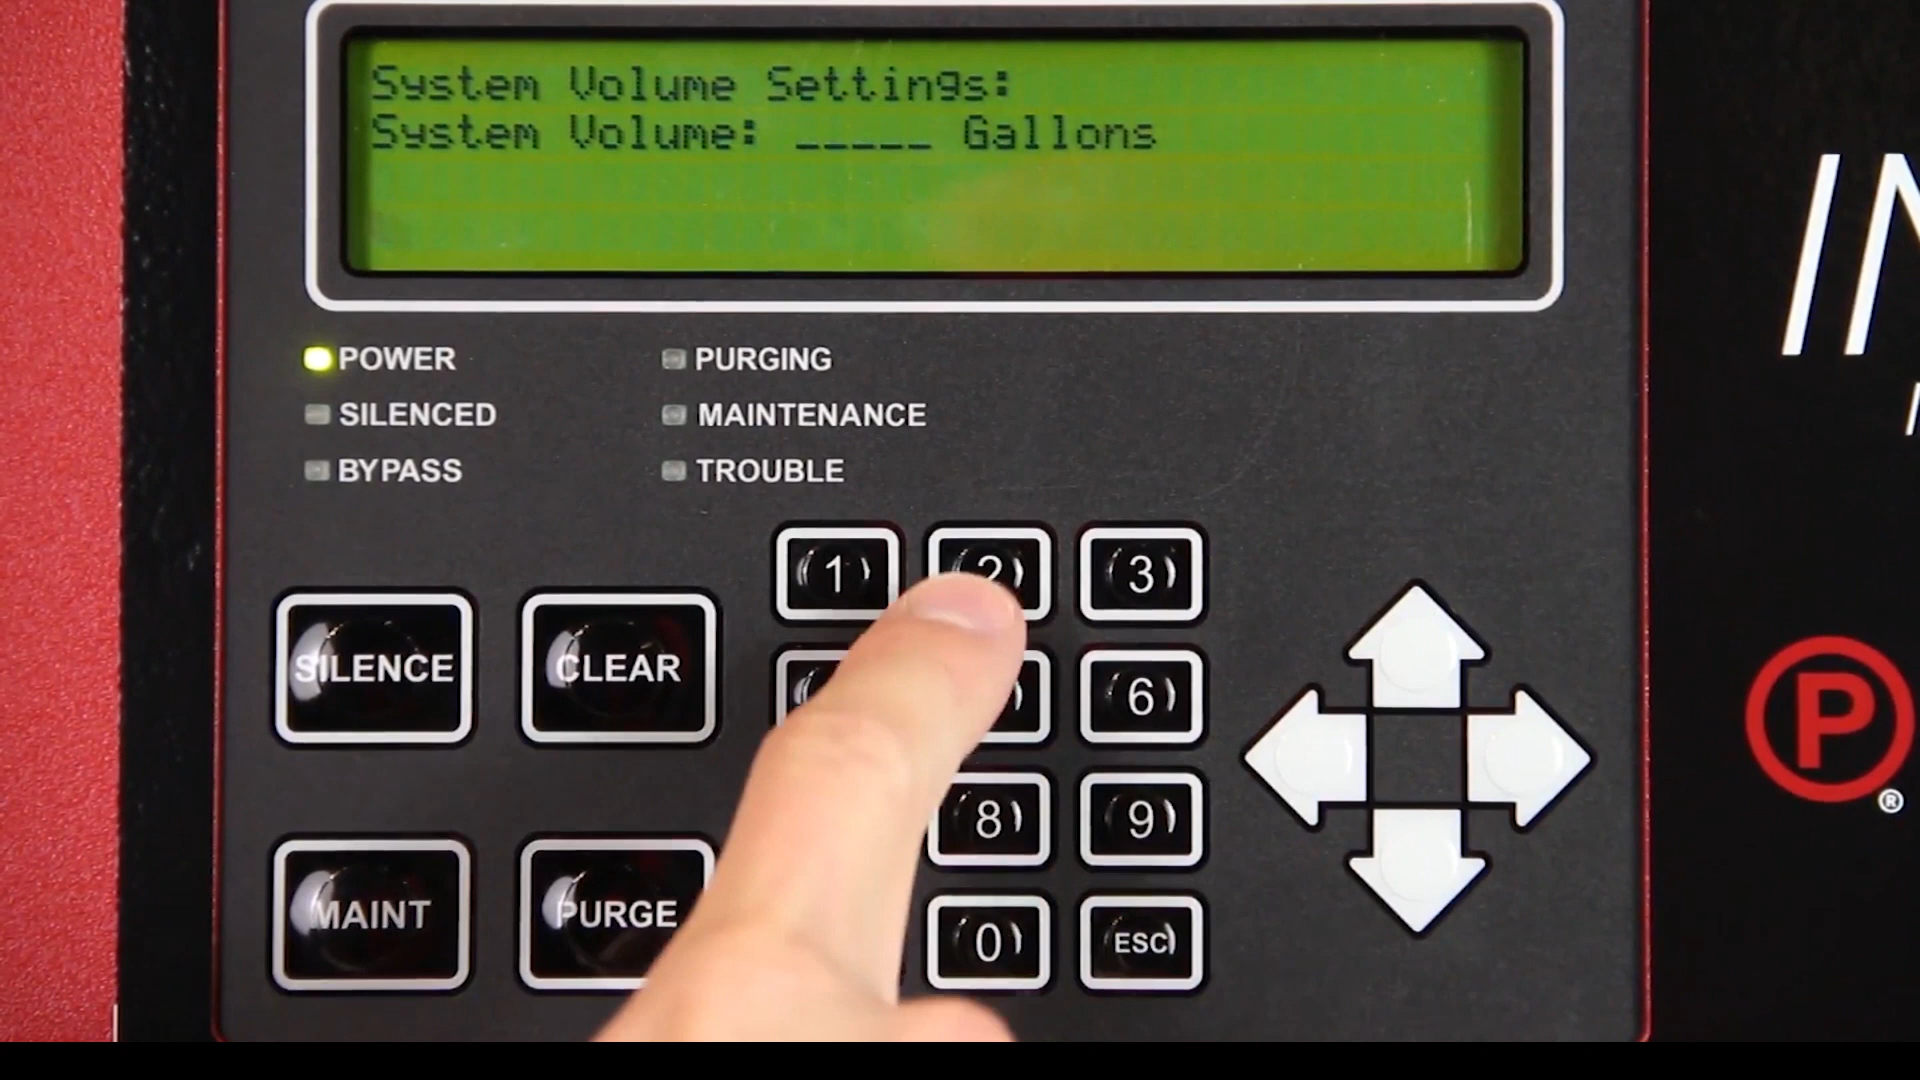 System Volume Settings:
System Volume: _____ Gallons
POWER
PURGING
SILENCED
MAINTENANCE
BYPASS
TROUBLE
1
2
3
SILENCE
CLEAR
6
8
9
MAINT
PURGE
0
ESC
P
®